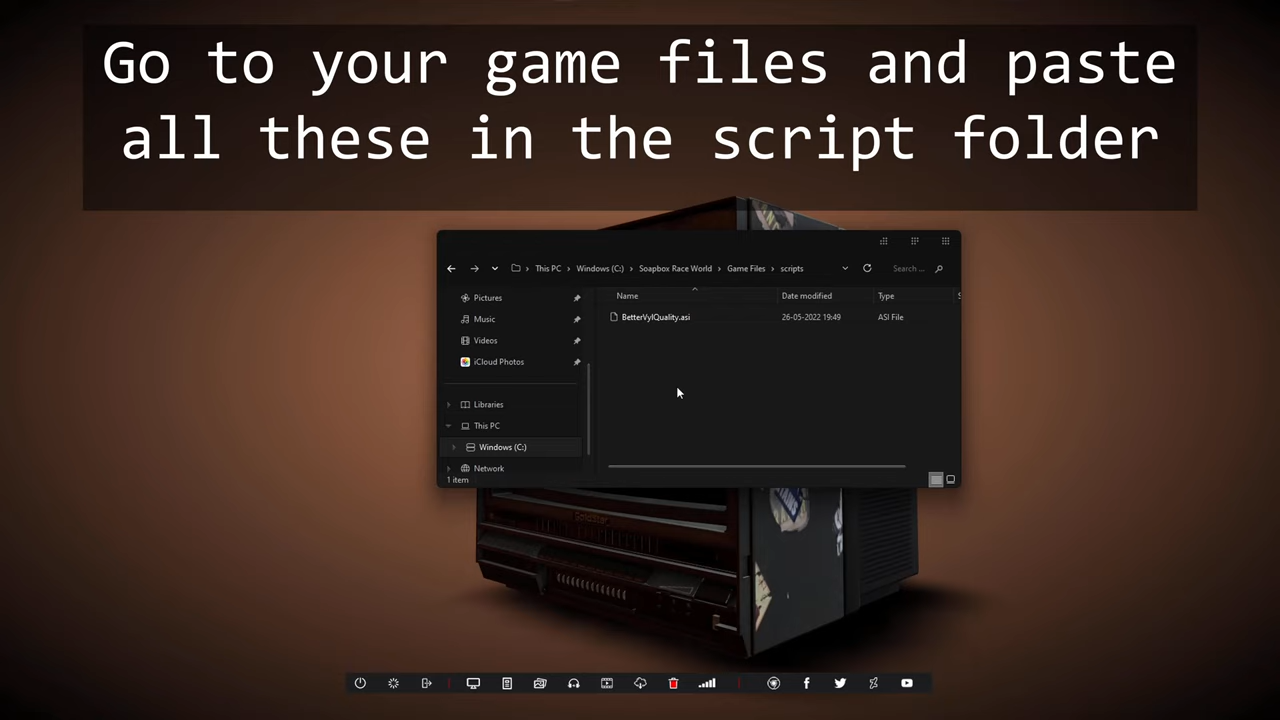 Go to your game files and paste
all these in the script folder
This PC
Windows (C:)
Soapbox Race World
Game Files
scripts
Search ...
Name
Date modified
Type
Pictures
BetterVylQuality.asi
26-05-2022 19:49
ASI File
Music
Videos
iCloud Photos
Libraries
This PC
Windows (C:)
Network
1 item
GoldStar